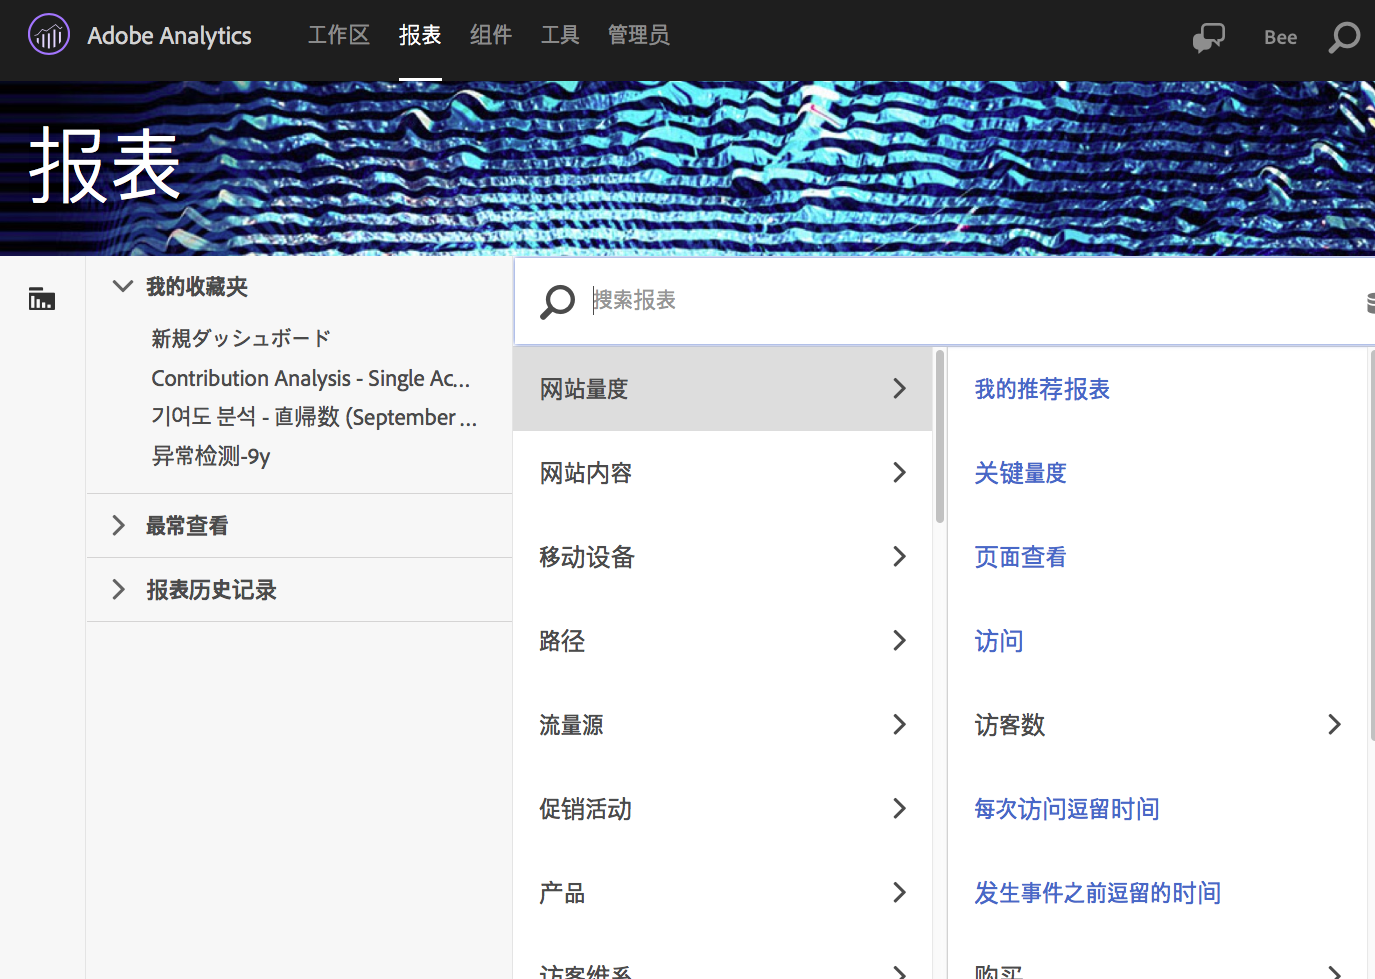 Adobe Analytics
工作区
报表
组件
工具
管理员
Bee
报表
我的收藏夹
新規ダッシュボード
Contribution Analysis - Single Ac...
기여도 분석 - 直帰数 (September ...
异常检测-9y
最常查看
报表历史记录
搜索报表
网站量度
网站内容
移动设备
路径
流量源
促销活动
产品
访客维系
我的推荐报表
关键量度
页面查看
访问
访客数
每次访问逗留时间
发生事件之前逗留的时间
购买